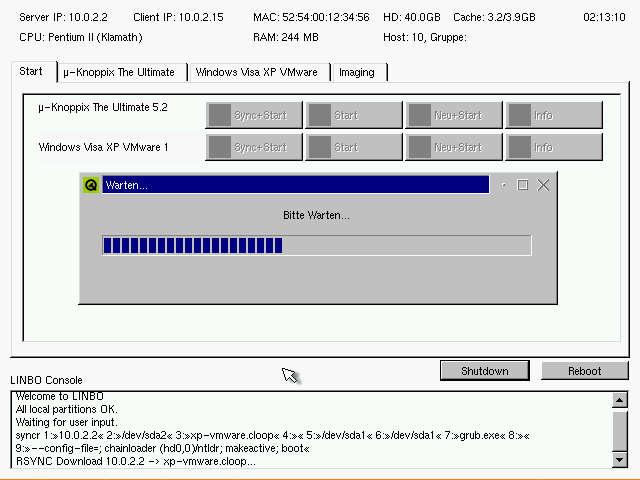 Server IP: 10.0.2.2 Client IP: 10.0.2.15 MAC: 52:54:00:12:34:56 HD: 40.0GB Cache: 3.2/3.9GB 02:13:10
CPU: Pentium II (Klamath) RAM: 244 MB Host: 10, Gruppe:
Start µ-Knoppix The Ultimate Windows Visa XP VMware Imaging
µ-Knoppix The Ultimate 5.2 Sync+Start Start Neu+Start Info
Windows Visa XP VMware 1 Sync+Start Start Neu+Start Info
Warten...
Bitte Warten...
Shutdown Reboot
LINBO Console
Welcome to LINBO
All local partitions OK.
Waiting for user input.
syncr 1:»10.0.2.2« 2:»/dev/sda2« 3:»xp-vmware.cloop« 4:»« 5:»/dev/sda1« 6:»/dev/sda1« 7:»grub.exe« 8:»«
9:»--config-file=; chainloader (hd0,0)/ntldr; makeactive; boot«
RSYNC Download 10.0.2.2 -> xp-vmware.cloop...